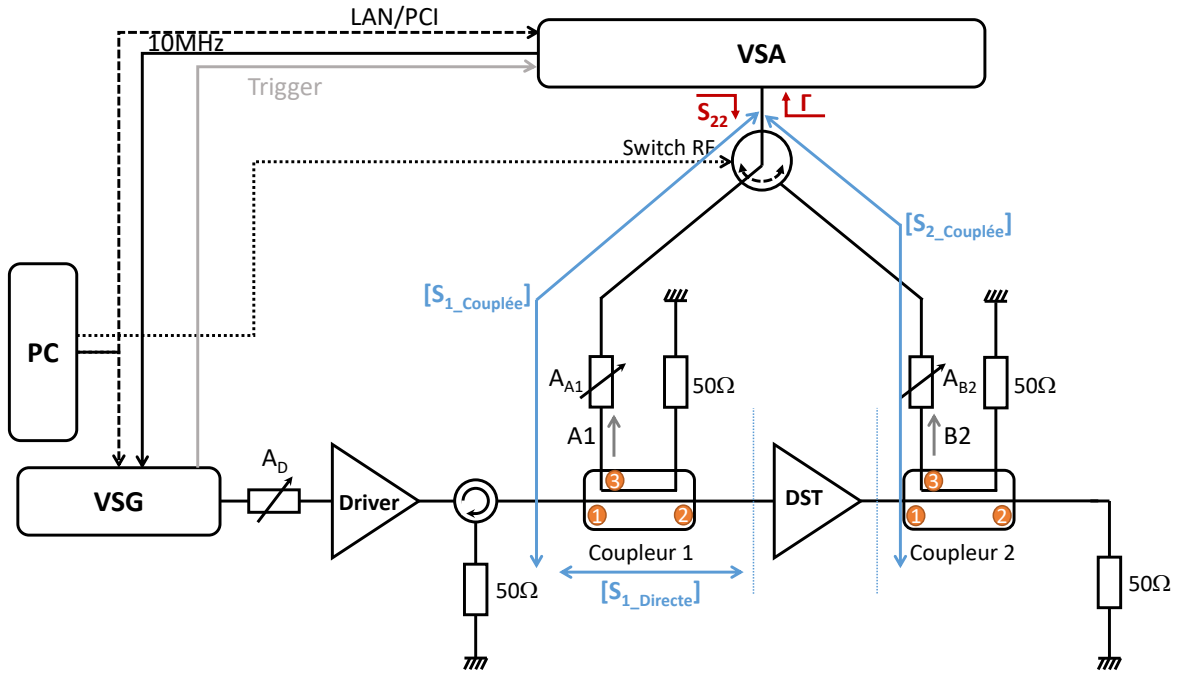 LAN/PCI
10MHz
VSA
Trigger
S22
Γ
Switch RF
[S2_Couplée]
[S1_Couplée]
PC
AA1
50Ω
AB2
50Ω
A1
B2
AD
3
3
VSG
Driver
1
2
DST
1
2
Coupleur 1
Coupleur 2
50Ω
[S1_Directe]
50Ω